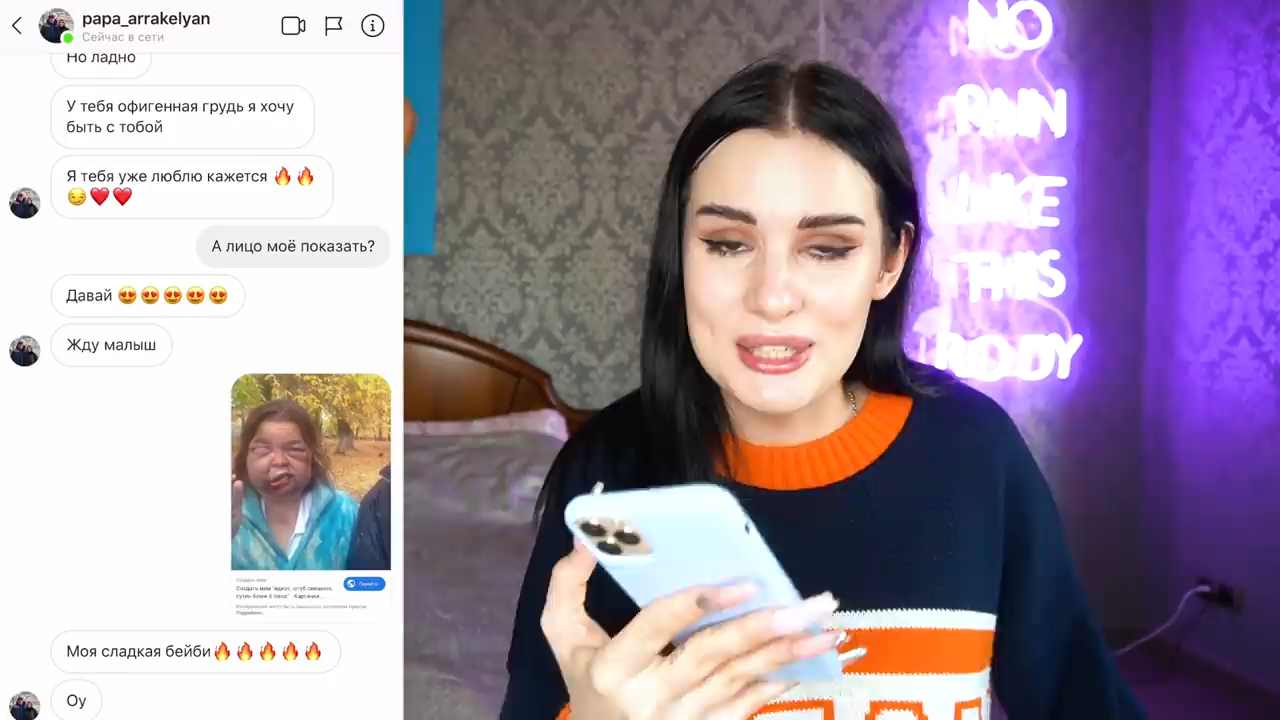 papa_arrakelyan
Сейчас в сети
Но ладно
У тебя офигенная грудь я хочу
быть с тобой
Я тебя уже люблю кажется 🔥🔥
😏❤️❤️
А лицо моё показать?
Давай 😍😍😍😍😍
Жду малыш
Перейти
Моя сладкая бейби🔥🔥🔥🔥🔥
Оу
NO
PAIN
LIKE
THIS
BODY